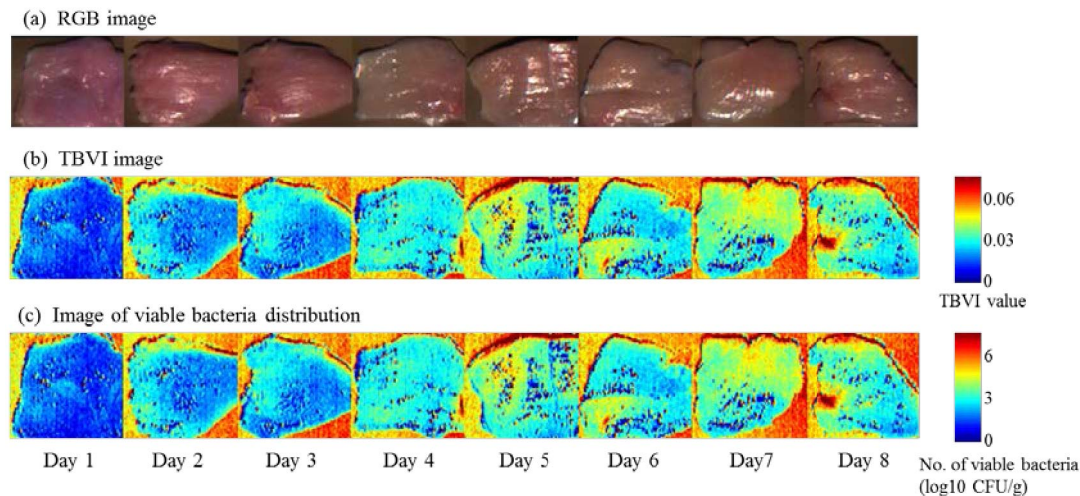 (a) RGB image
(b) TBVI image
0.06
0.03
0
TBVI value
(c) Image of viable bacteria distribution
6
3
0
Day 1 Day 2 Day 3 Day 4 Day 5 Day 6 Day7 Day 8
No. of viable bacteria
(log10 CFU/g)